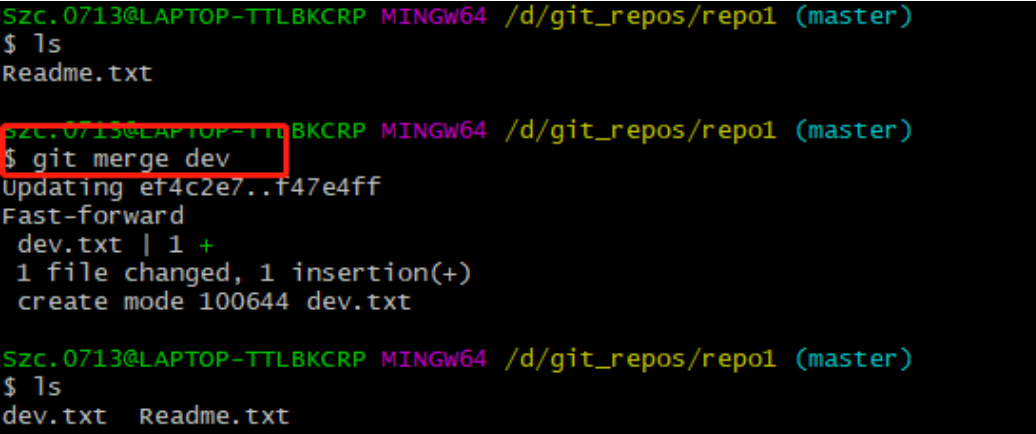 Szc.0713@LAPTOP-TTLBKCRP MINGW64 /d/git_repos/repo1 (master)
$ ls
Readme.txt
Szc.0713@LAPTOP-TTLBKCRP MINGW64 /d/git_repos/repo1 (master)
$ git merge dev
Updating ef4c2e7..f47e4ff
Fast-forward
 dev.txt | 1 +
 1 file changed, 1 insertion(+)
 create mode 100644 dev.txt
Szc.0713@LAPTOP-TTLBKCRP MINGW64 /d/git_repos/repo1 (master)
$ ls
dev.txt  Readme.txt